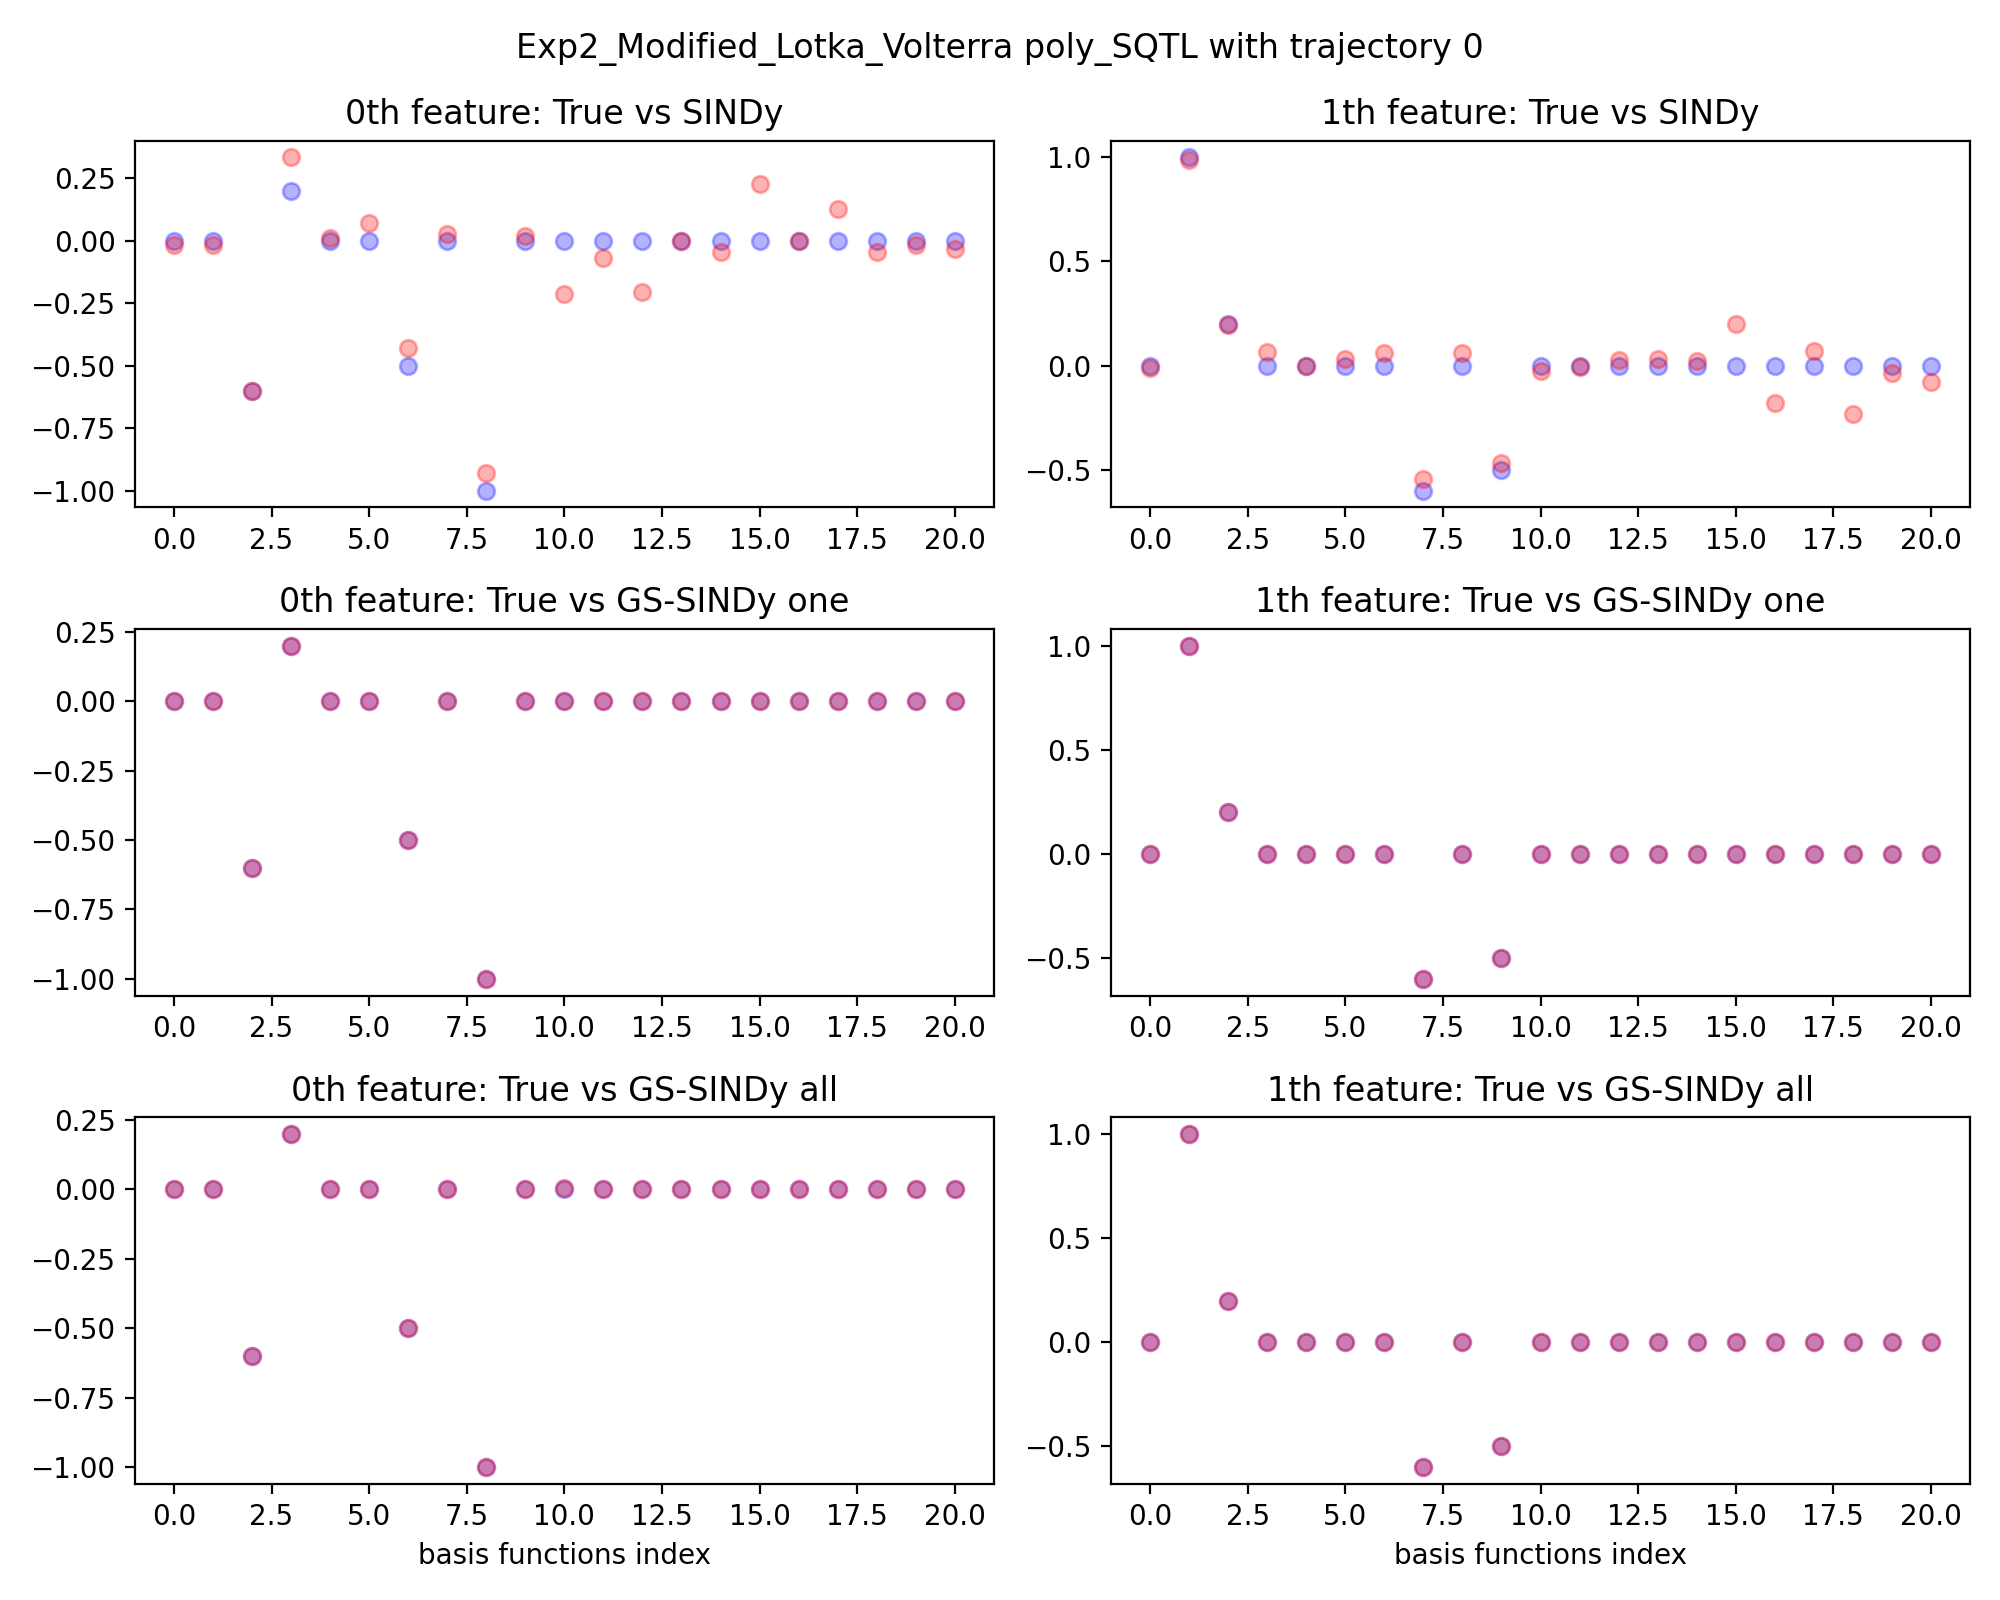 Exp2_Modified_Lotka_Volterra poly_SQTL with trajectory 0
0th feature: True vs SINDy
0.25
0.00
−0.25
−0.50
−0.75
−1.00
0.0 2.5 5.0 7.5 10.0 12.5 15.0 17.5 20.0
1th feature: True vs SINDy
1.0
0.5
0.0
−0.5
0.0 2.5 5.0 7.5 10.0 12.5 15.0 17.5 20.0
0th feature: True vs GS-SINDy one
0.25
0.00
−0.25
−0.50
−0.75
−1.00
0.0 2.5 5.0 7.5 10.0 12.5 15.0 17.5 20.0
1th feature: True vs GS-SINDy one
1.0
0.5
0.0
−0.5
0.0 2.5 5.0 7.5 10.0 12.5 15.0 17.5 20.0
0th feature: True vs GS-SINDy all
0.25
0.00
−0.25
−0.50
−0.75
−1.00
0.0 2.5 5.0 7.5 10.0 12.5 15.0 17.5 20.0
basis functions index
1th feature: True vs GS-SINDy all
1.0
0.5
0.0
−0.5
0.0 2.5 5.0 7.5 10.0 12.5 15.0 17.5 20.0
basis functions index